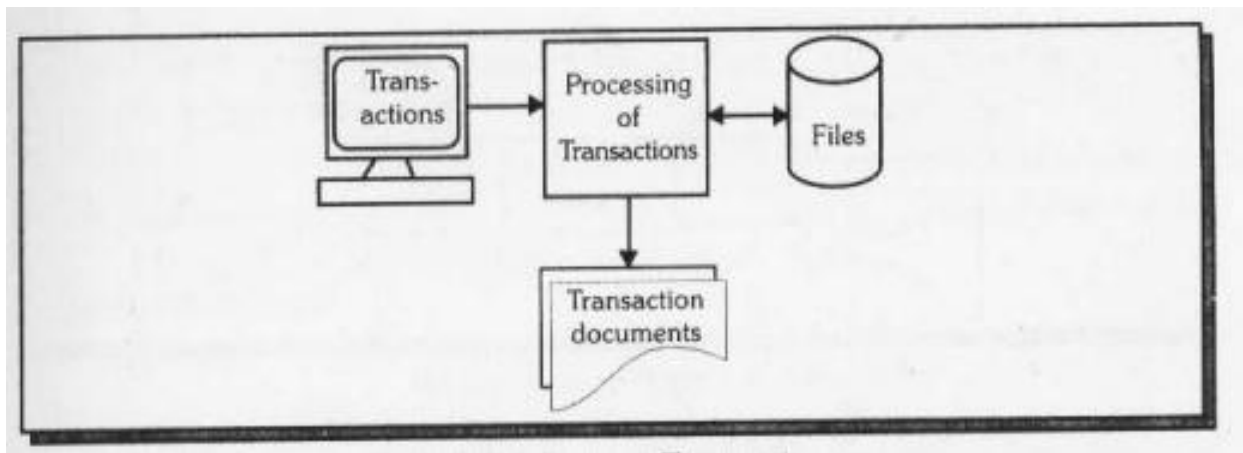 Trans-
actions
Processing
of
Transactions
Files
Transaction
documents